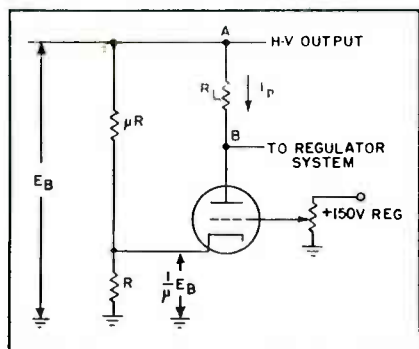 A
H-V OUTPUT
μR
R_L
I_P
B
TO REGULATOR
SYSTEM
E_B
+150V REG
R
1/μ E_B